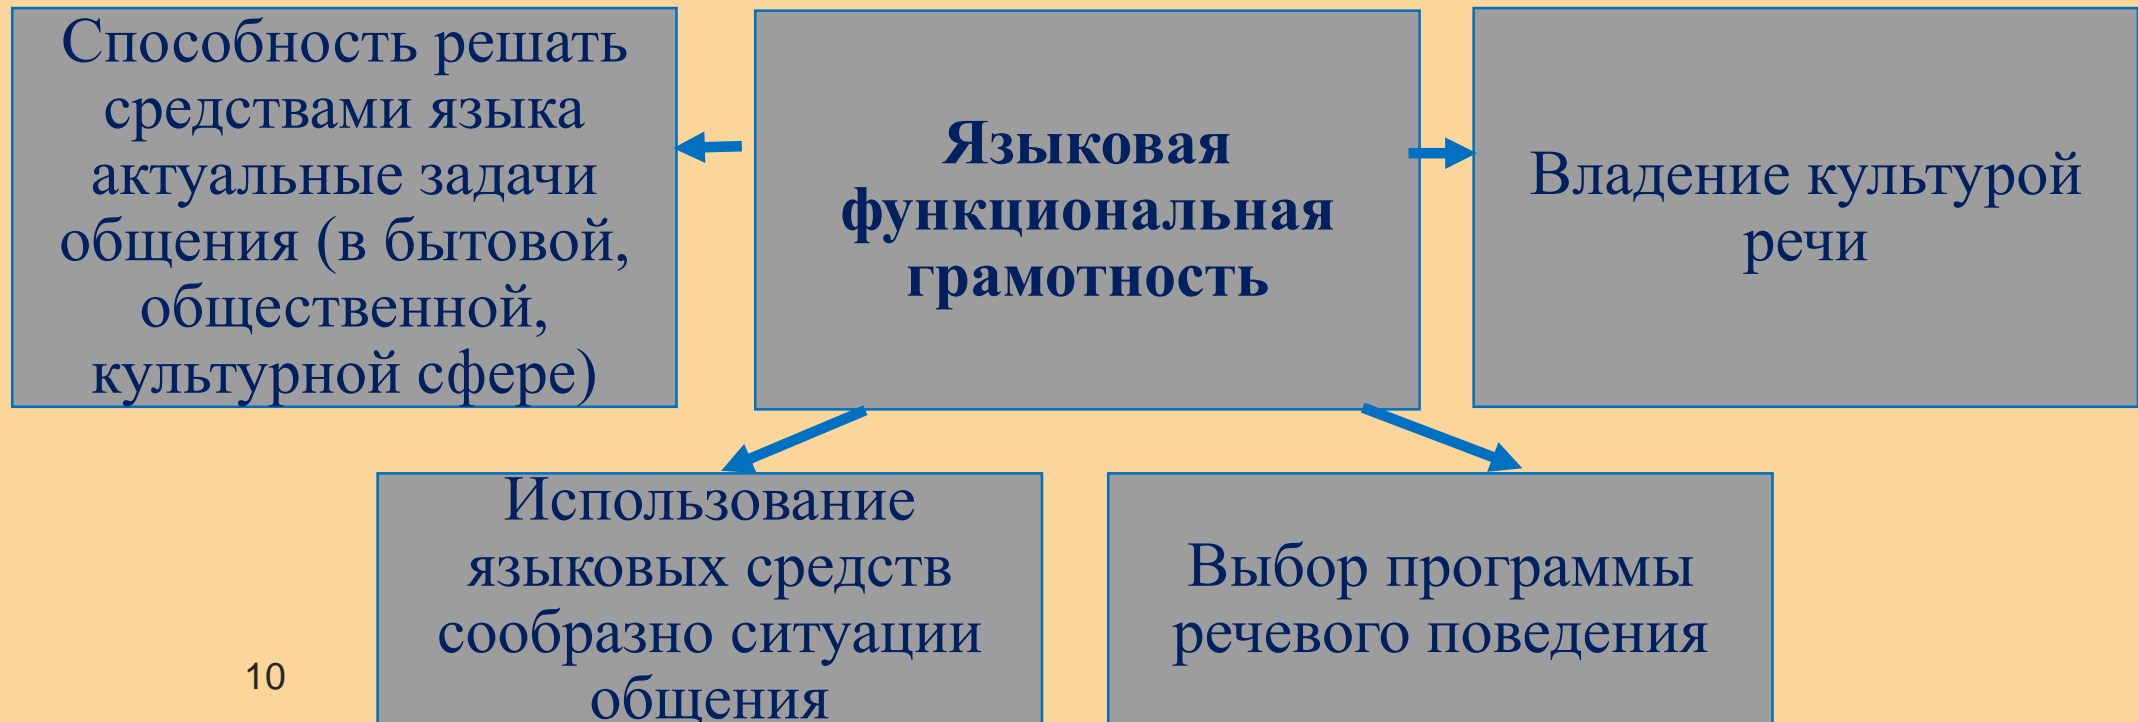 Способность решать
средствами языка
актуальные задачи
общения (в бытовой,
общественной,
культурной сфере)
Языковая
функциональная
грамотность
Владение культурой
речи
Использование
языковых средств
сообразно ситуации
общения
Выбор программы
речевого поведения
10